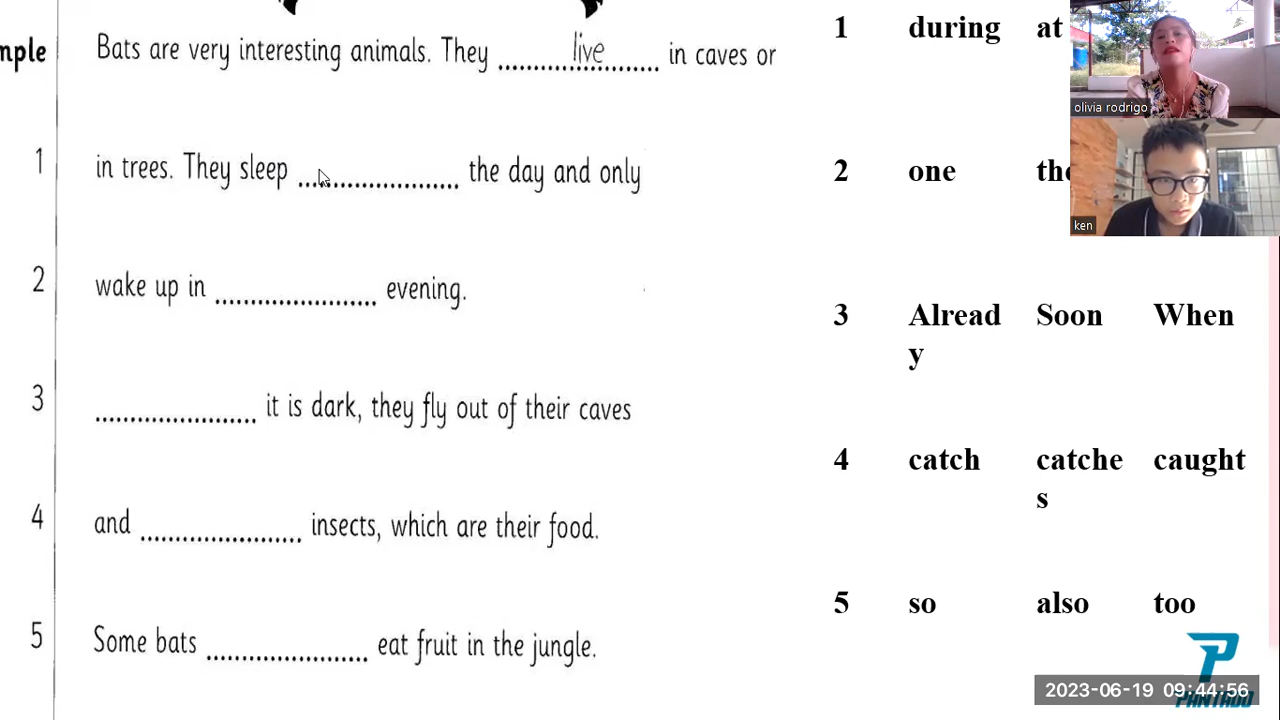 mple
Bats are very interesting animals. They ........live........ in caves or
1 in trees. They sleep ........................ the day and only
2 wake up in ........................ evening.
3 ........................ it is dark, they fly out of their caves
4 and ........................ insects, which are their food.
5 Some bats ........................ eat fruit in the jungle.
1 during at
2 one
3 Alread Soon When
y
4 catch catche caught
s
5 so also too
olivia rodrigo
ken
2023-06-19 09:44:56